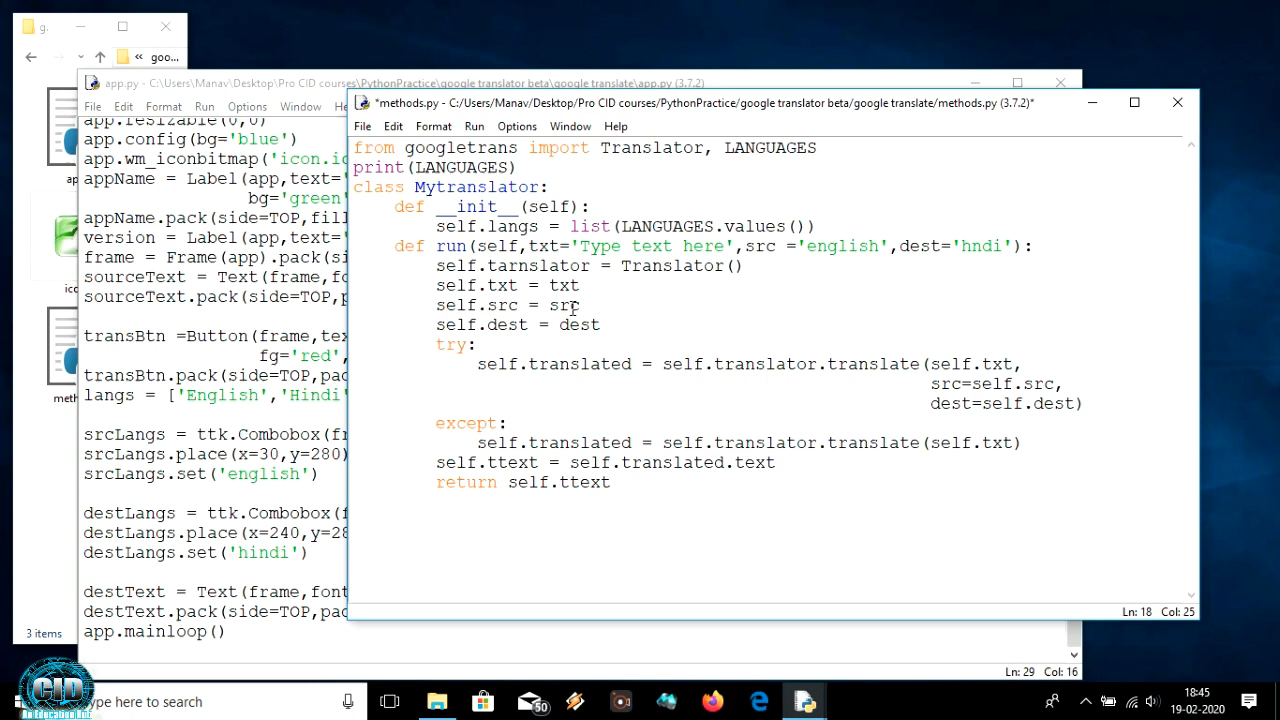 g.
« goo...
app.py - C:\Users\Manav\Desktop\Pro CID courses\PythonPractice\google translator beta\google translate\app.py (3.7.2)
File Edit Format Run Options Window
app.resizable(0,0)
app.config(bg='blue')
app.wm_iconbitmap('icon.
appName = Label(app,text='
bg='green
appName.pack(side=TOP,fill
version = Label(app,text='
frame = Frame(app).pack(si
sourceText = Text(frame,fo
sourceText.pack(side=TOP,p
transBtn =Button(frame,tex
fg='red',
transBtn.pack(side=TOP,pad
langs = ['English','Hindi'
srcLangs = ttk.Combobox(fr
srcLangs.place(x=30,y=280)
srcLangs.set('english')
destLangs = ttk.Combobox(f
destLangs.place(x=240,y=28
destLangs.set('hindi')
destText = Text(frame,font
destText.pack(side=TOP,pad
app.mainloop()
Ln: 29 Col: 16
*methods.py - C:/Users/Manav/Desktop/Pro CID courses/PythonPractice/google translator beta/google translate/methods.py (3.7.2)*
File Edit Format Run Options Window Help
from googletrans import Translator, LANGUAGES
print(LANGUAGES)
class Mytranslator:
def __init__(self):
self.langs = list(LANGUAGES.values())
def run(self,txt='Type text here',src ='english',dest='hndi'):
self.tarnslator = Translator()
self.txt = txt
self.src = src
self.dest = dest
try:
self.translated = self.translator.translate(self.txt,
src=self.src,
dest=self.dest)
except:
self.translated = self.translator.translate(self.txt)
self.ttext = self.translated.text
return self.ttext
Ln: 18 Col: 25
ap
ico
meth
3 items
CID
ype here to search
50
18:45
19-02-2020